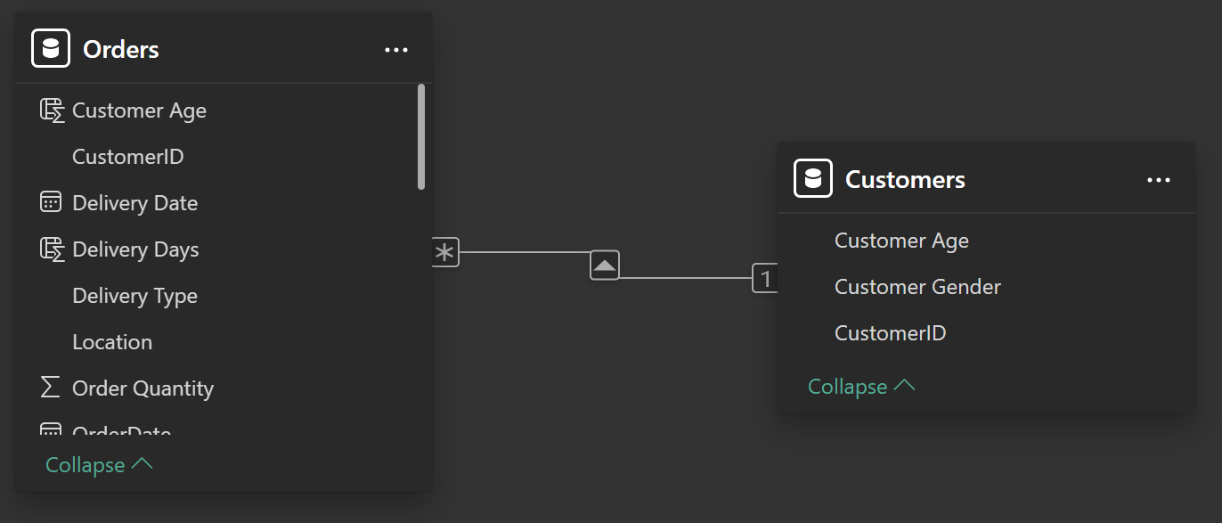 Orders
Customer Age
CustomerID
Delivery Date
Delivery Days
Delivery Type
Location
Order Quantity
OrderDate
Collapse
*
1
Customers
Customer Age
Customer Gender
CustomerID
Collapse